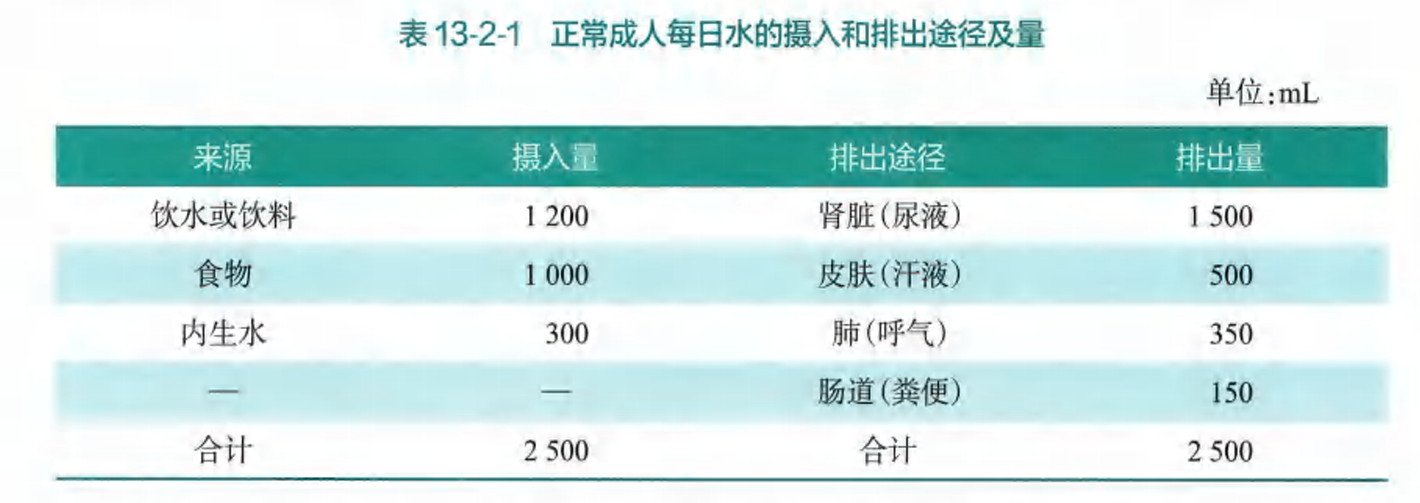 表 13-2-1 正常成人每日水的摄入和排出途径及量
单位:mL
来源 摄入量 排出途径 排出量
饮水或饮料 1 200 肾脏(尿液) 1 500
食物 1 000 皮肤(汗液) 500
内生水 300 肺(呼气) 350
— — 肠道(粪便) 150
合计 2 500 合计 2 500